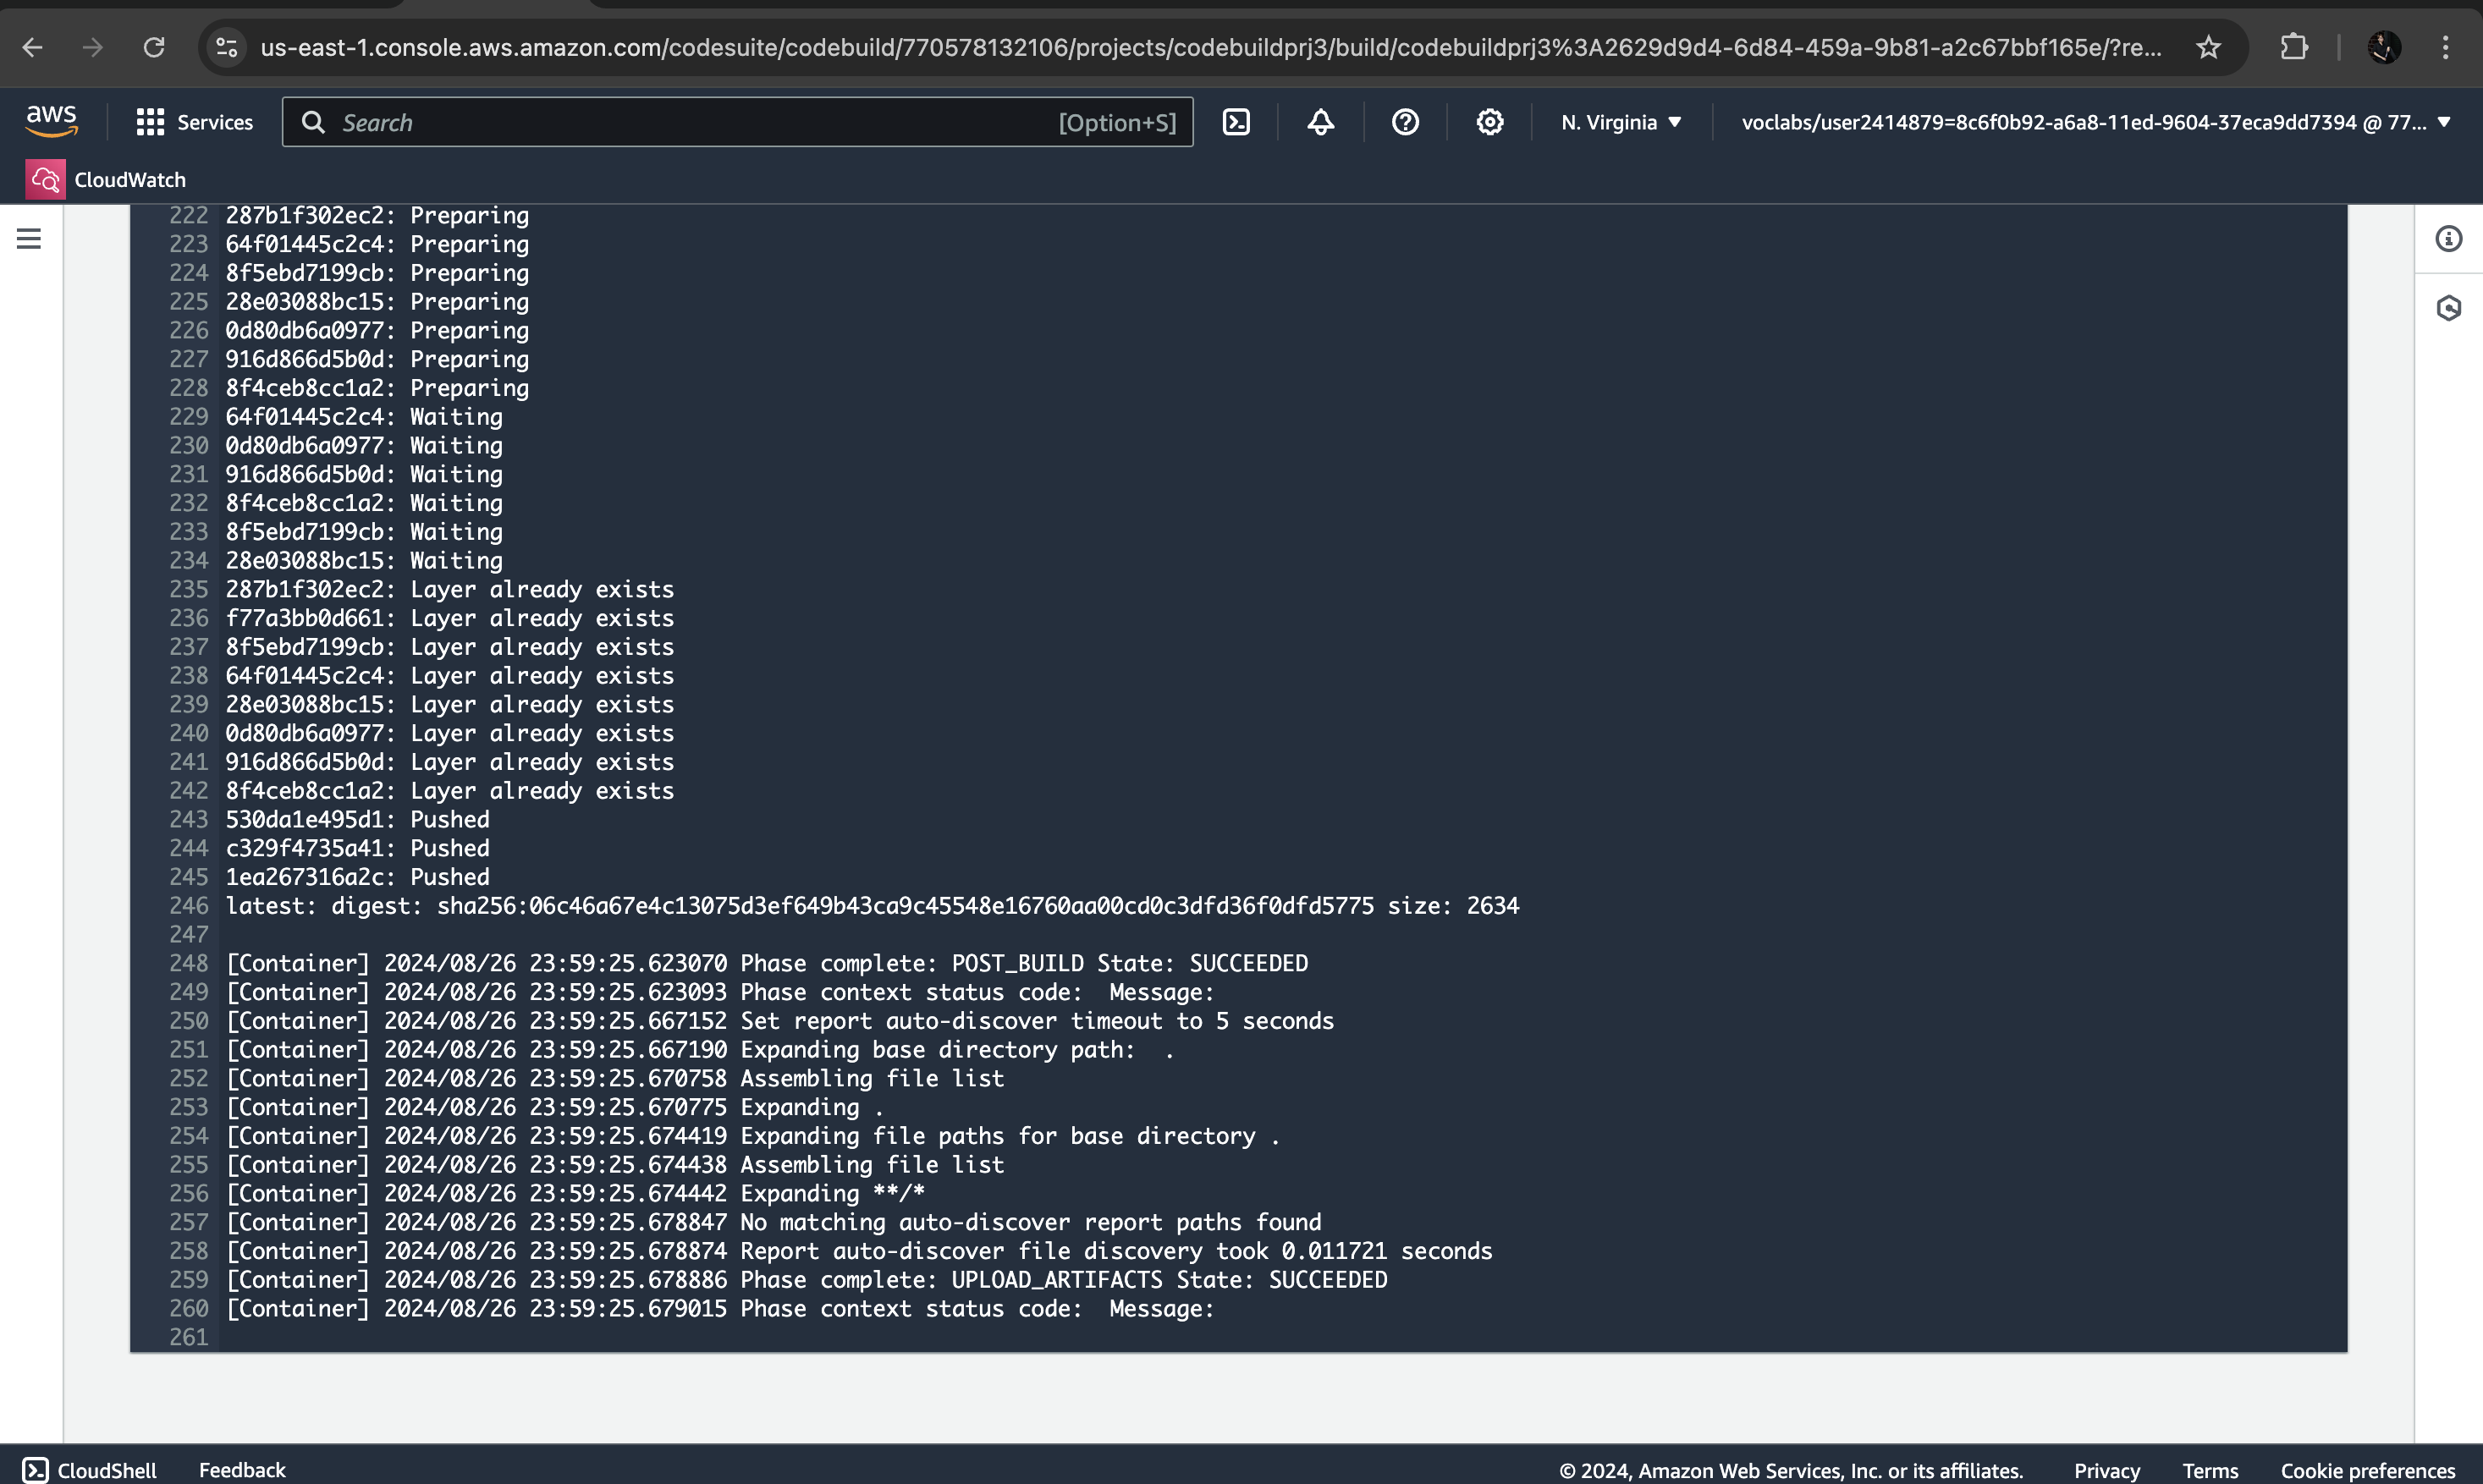 us-east-1.console.aws.amazon.com/codesuite/codebuild/770578132106/projects/codebuildprj3/build/codebuildprj3%3A2629d9d4-6d84-459a-9b81-a2c67bbf165e/?re...
aws Services Search [Option+S] N. Virginia voclabs/user2414879=8c6f0b92-a6a8-11ed-9604-37eca9dd7394 @ 77...
CloudWatch
222 287b1f302ec2: Preparing
223 64f01445c2c4: Preparing
224 8f5ebd7199cb: Preparing
225 28e03088bc15: Preparing
226 0d80db6a0977: Preparing
227 916d866d5b0d: Preparing
228 8f4ceb8cc1a2: Preparing
229 64f01445c2c4: Waiting
230 0d80db6a0977: Waiting
231 916d866d5b0d: Waiting
232 8f4ceb8cc1a2: Waiting
233 8f5ebd7199cb: Waiting
234 28e03088bc15: Waiting
235 287b1f302ec2: Layer already exists
236 f77a3bb0d661: Layer already exists
237 8f5ebd7199cb: Layer already exists
238 64f01445c2c4: Layer already exists
239 28e03088bc15: Layer already exists
240 0d80db6a0977: Layer already exists
241 916d866d5b0d: Layer already exists
242 8f4ceb8cc1a2: Layer already exists
243 530da1e495d1: Pushed
244 c329f4735a41: Pushed
245 1ea267316a2c: Pushed
246 latest: digest: sha256:06c46a67e4c13075d3ef649b43ca9c45548e16760aa00cd0c3dfd36f0dfd5775 size: 2634
247
248 [Container] 2024/08/26 23:59:25.623070 Phase complete: POST_BUILD State: SUCCEEDED
249 [Container] 2024/08/26 23:59:25.623093 Phase context status code:  Message:
250 [Container] 2024/08/26 23:59:25.667152 Set report auto-discover timeout to 5 seconds
251 [Container] 2024/08/26 23:59:25.667190 Expanding base directory path:  .
252 [Container] 2024/08/26 23:59:25.670758 Assembling file list
253 [Container] 2024/08/26 23:59:25.670775 Expanding .
254 [Container] 2024/08/26 23:59:25.674419 Expanding file paths for base directory .
255 [Container] 2024/08/26 23:59:25.674438 Assembling file list
256 [Container] 2024/08/26 23:59:25.674442 Expanding **/*
257 [Container] 2024/08/26 23:59:25.678847 No matching auto-discover report paths found
258 [Container] 2024/08/26 23:59:25.678874 Report auto-discover file discovery took 0.011721 seconds
259 [Container] 2024/08/26 23:59:25.678886 Phase complete: UPLOAD_ARTIFACTS State: SUCCEEDED
260 [Container] 2024/08/26 23:59:25.679015 Phase context status code:  Message:
261
CloudShell Feedback © 2024, Amazon Web Services, Inc. or its affiliates. Privacy Terms Cookie preferences